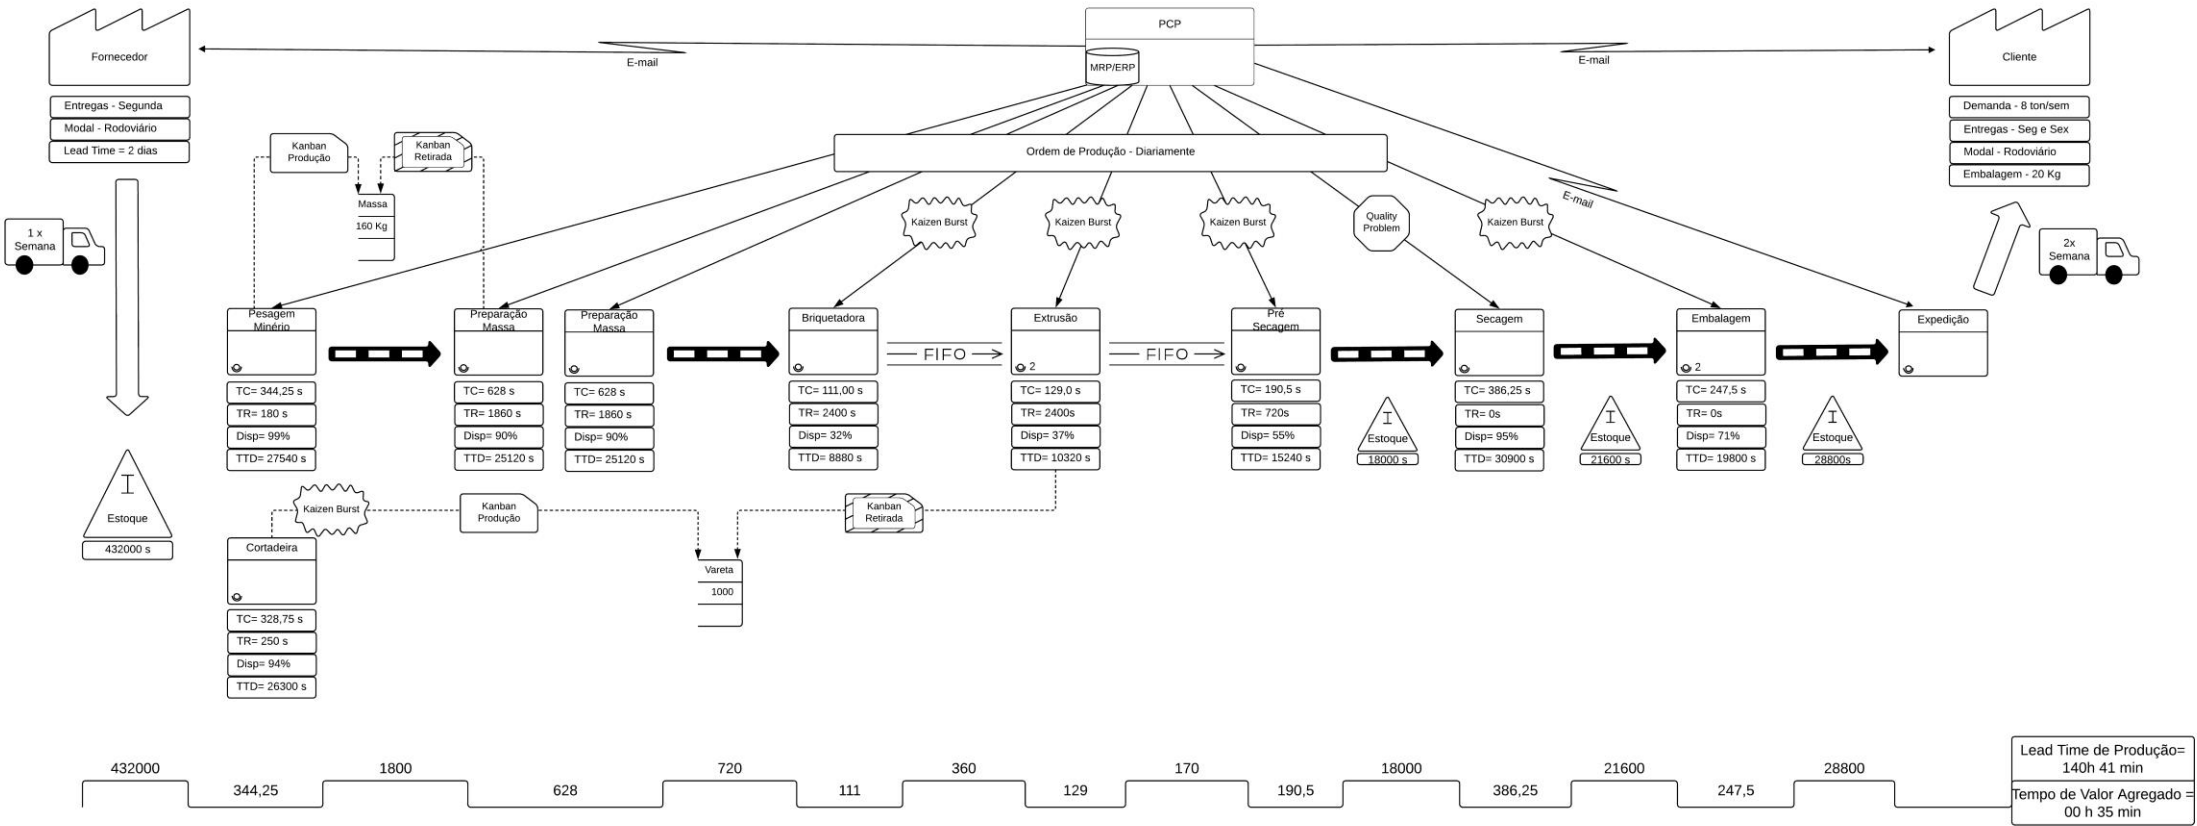 PCP
MRP/ERP
Fornecedor
E-mail
E-mail
Cliente
Entregas - Segunda
Modal - Rodoviário
Lead Time = 2 dias
Demanda - 8 ton/sem
Entregas - Seg e Sex
Modal - Rodoviário
Embalagem - 20 Kg
Kanban
Produção
Kanban
Retirada
Ordem de Produção - Diariamente
Massa
160 Kg
1 x
Semana
Kaizen Burst
Kaizen Burst
Kaizen Burst
Quality
Problem
Kaizen Burst
E-mail
2x
Semana
Pesagem
Minério
TC= 344,25 s
TR= 180 s
Disp= 99%
TTD= 27540 s
Preparação
Massa
TC= 628 s
TR= 1860 s
Disp= 90%
TTD= 25120 s
Preparação
Massa
TC= 628 s
TR= 1860 s
Disp= 90%
TTD= 25120 s
Briquetadora
TC= 111,00 s
TR= 2400 s
Disp= 32%
TTD= 8880 s
FIFO
Extrusão
2
TC= 129,0 s
TR= 2400s
Disp= 37%
TTD= 10320 s
FIFO
Pré
Secagem
TC= 190,5 s
TR= 720s
Disp= 55%
TTD= 15240 s
I
Estoque
18000 s
Secagem
TC= 386,25 s
TR= 0s
Disp= 95%
TTD= 30900 s
I
Estoque
21600 s
Embalagem
2
TC= 247,5 s
TR= 0s
Disp= 71%
TTD= 19800 s
I
Estoque
28800s
Expedição
I
Estoque
432000 s
Kaizen Burst
Kanban
Produção
Kanban
Retirada
Cortadeira
TC= 328,75 s
TR= 250 s
Disp= 94%
TTD= 26300 s
Vareta
1000
432000
344,25
1800
628
720
111
360
129
170
190,5
18000
386,25
21600
247,5
28800
Lead Time de Produção=
140h 41 min
Tempo de Valor Agregado =
00 h 35 min